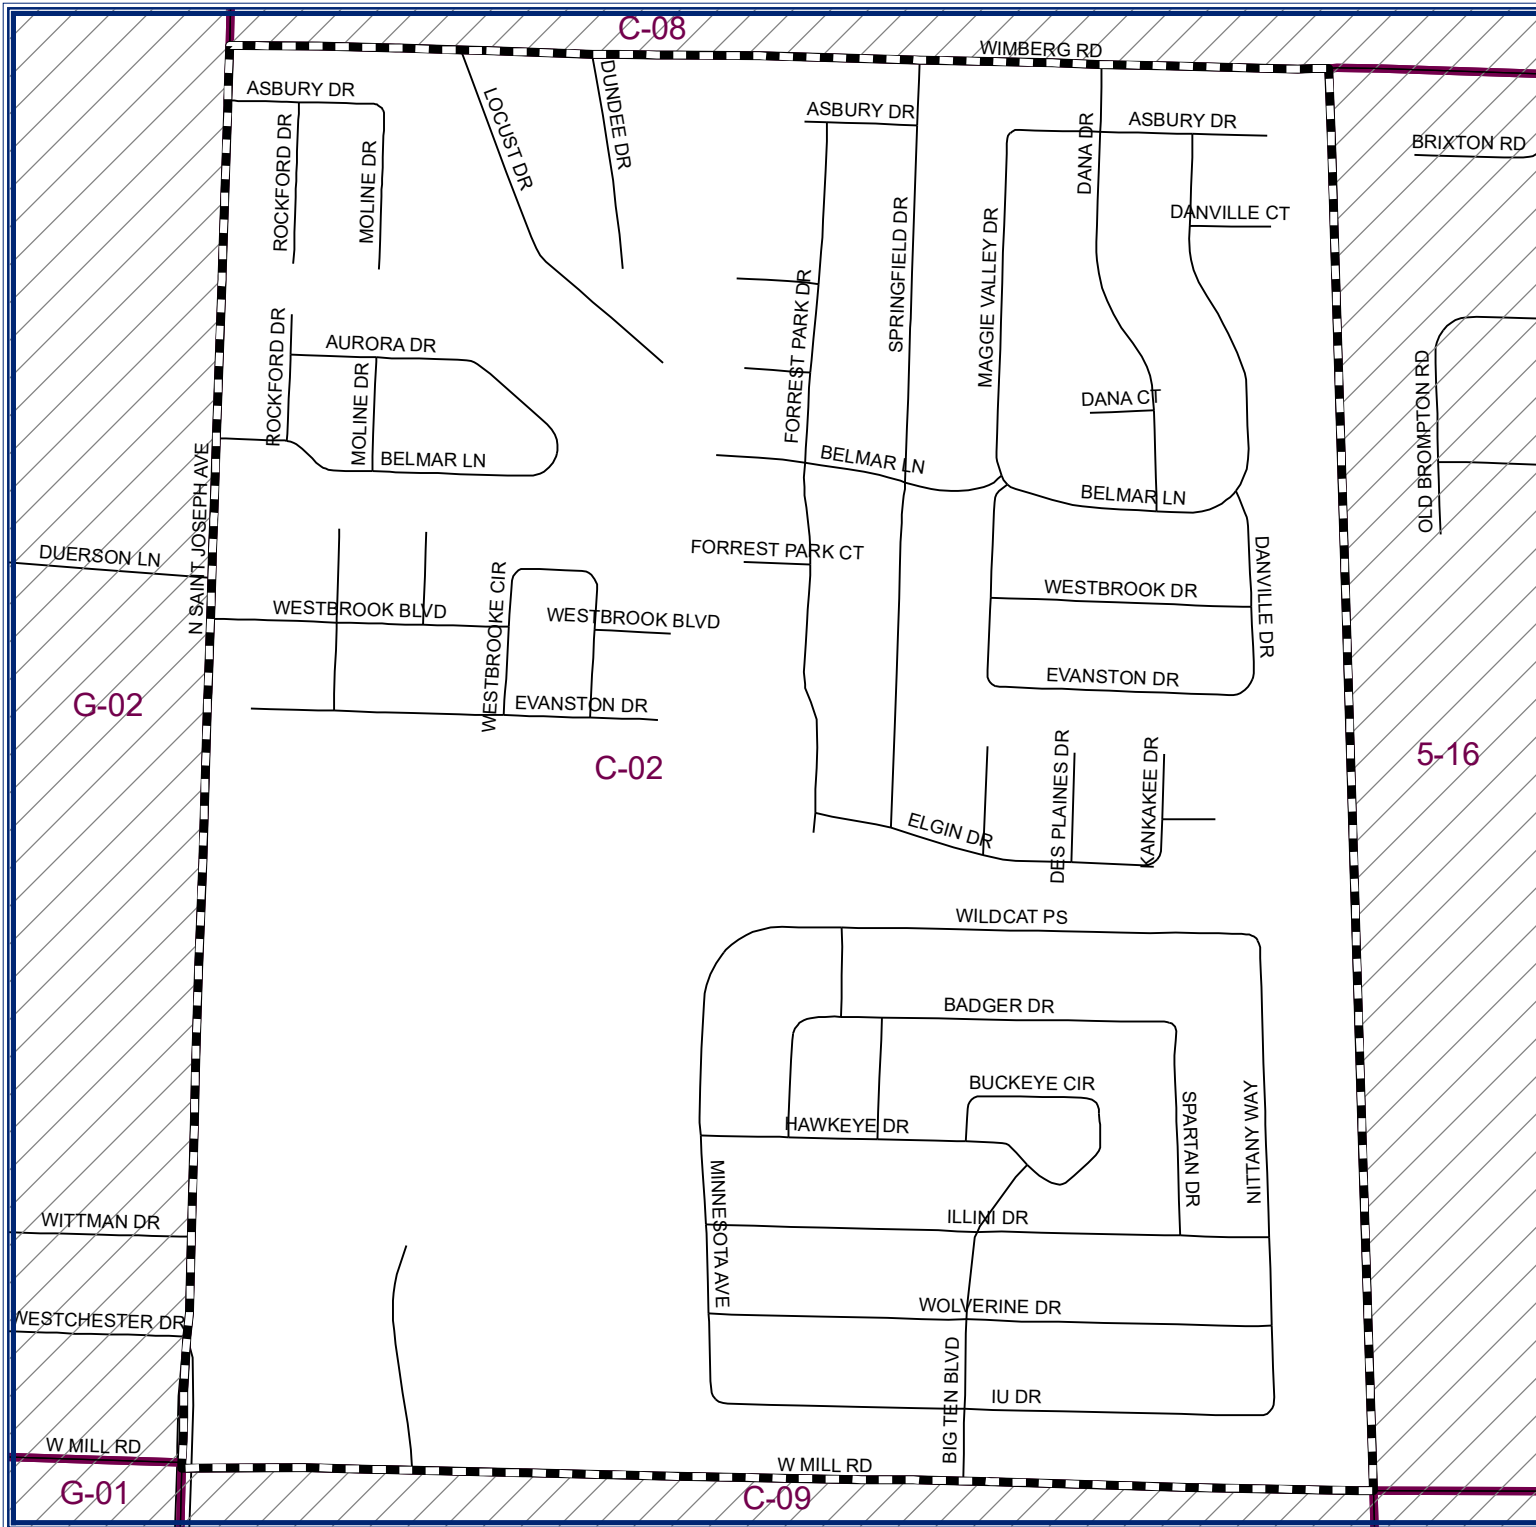 C-08
WIMBERG RD
ASBURY DR
ROCKFORD DR
MOLINE DR
LOCUST DR
DUNDEE DR
ASBURY DR
SPRINGFIELD DR
FORREST PARK DR
MAGGIE VALLEY DR
DANA DR
ASBURY DR
DANVILLE CT
BRIXTON RD
ROCKFORD DR
AURORA DR
MOLINE DR
BELMAR LN
DANA CT
BELMAR LN
BELMAR LN
OLD BROMPTON RD
N SAINT JOSEPH AVE
DUERSON LN
FORREST PARK CT
WESTBROOK BLVD
WESTBROOKE CIR
WESTBROOK BLVD
WESTBROOK DR
DANVILLE DR
EVANSTON DR
EVANSTON DR
G-02
C-02
5-16
ELGIN DR
DES PLAINES DR
KANKAKEE DR
WILDCAT PS
BADGER DR
BUCKEYE CIR
HAWKEYE DR
SPARTAN DR
NITTANY WAY
MINNESOTA AVE
ILLINI DR
WITTMAN DR
WOLVERINE DR
WESTCHESTER DR
BIG TEN BLVD
IU DR
W MILL RD
W MILL RD
G-01
C-09